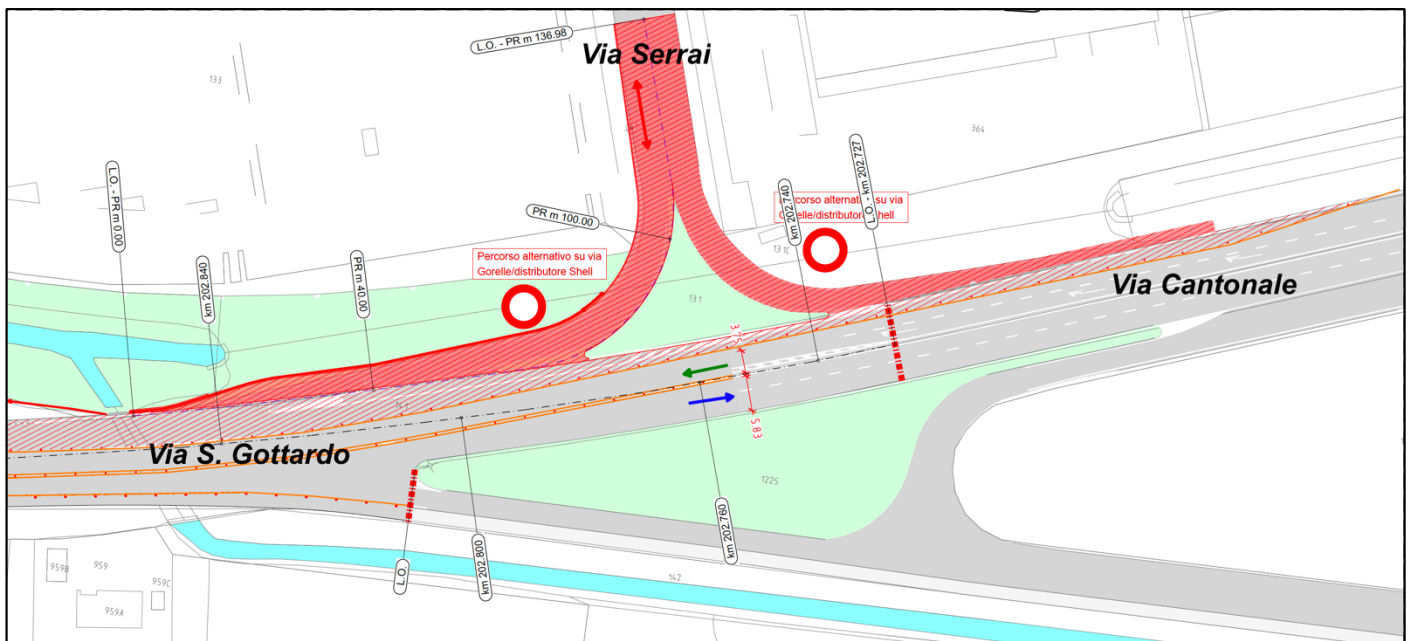 L.O. - PR m 136.98
Via Serrai
133
364
L.O. - PR m 0.00
km 202.840
PR m 40.00
PR m 100.00
km 202.740
L.O. - km 202.727
Percorso alternativo su via
Gorelle/distributore Shell
Percorso alternativo su via
Gorelle/distributore Shell
131
Via Cantonale
3.75
5.83
Via S. Gottardo
1225
L.O.
km 202.800
km 202.760
142
959B
959
959C
959A